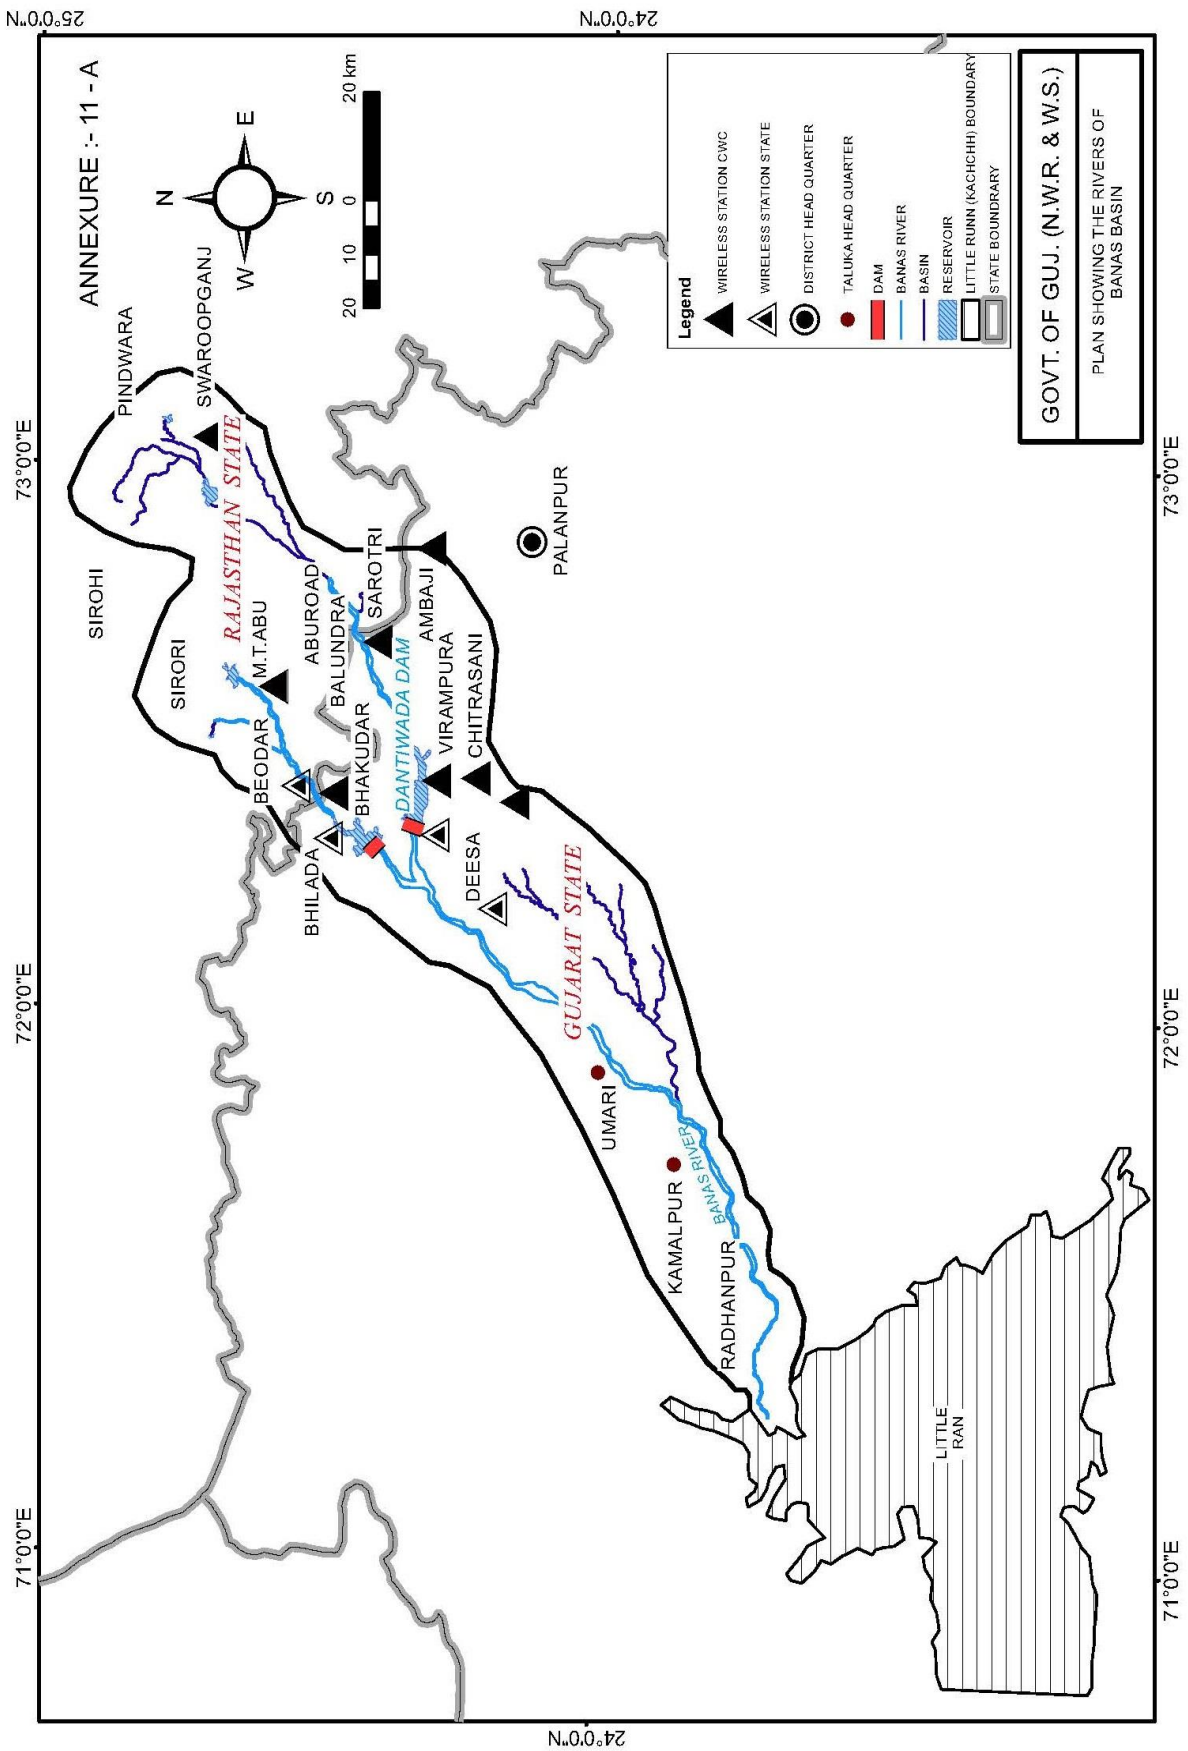 ANNEXURE :- 11 - A
N
W
E
S
20 10 0 20 km
71°0'0"E
72°0'0"E
73°0'0"E
25°0'0"N
24°0'0"N
24°0'0"N
71°0'0"E
72°0'0"E
73°0'0"E
PINDWARA
SWAROOPGANJ
SIROHI
RAJASTHAN STATE
SIRORI
M.T.ABU
ABUROAD
BALUNDRA
SAROTRI
BEODAR
BHAKUDAR
BHILADA
DANTIWADA DAM
AMBAJI
VIRAMPURA
CHITRASANI
PALANPUR
DEESA
GUJARAT STATE
UMARI
KAMALPUR
BANAS RIVER
RADHANPUR
LITTLE
RAN
Legend
WIRELESS STATION CWC
WIRELESS STATION STATE
DISTRICT HEAD QUARTER
TALUKA HEAD QUARTER
DAM
BANAS RIVER
BASIN
RESERVOIR
LITTLE RUNN (KACHCHH) BOUNDARY
STATE BOUNDRARY
GOVT. OF GUJ. (N.W.R. & W.S.)
PLAN SHOWING THE RIVERS OF
BANAS BASIN